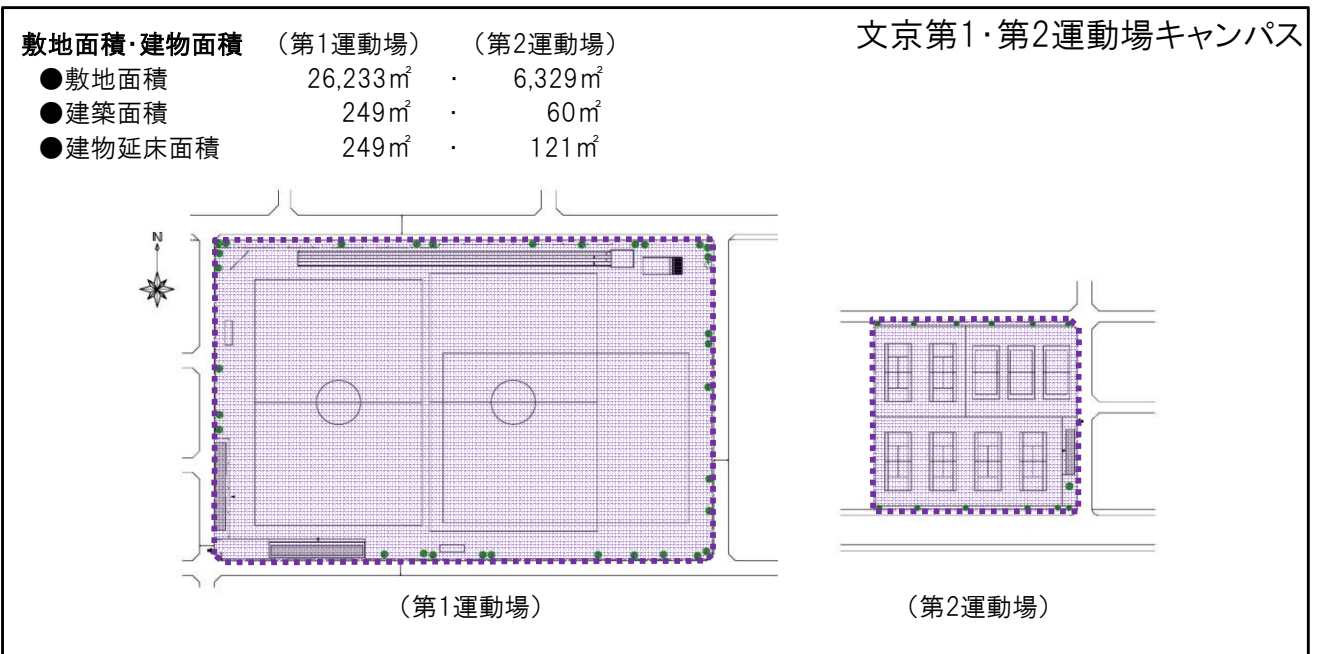 文京第1・第2運動場キャンパス
敷地面積・建物面積 （第1運動場） （第2運動場）
●敷地面積 26,233㎡ ・ 6,329㎡
●建築面積 249㎡ ・ 60㎡
●建物延床面積 249㎡ ・ 121㎡
N
（第1運動場） （第2運動場）